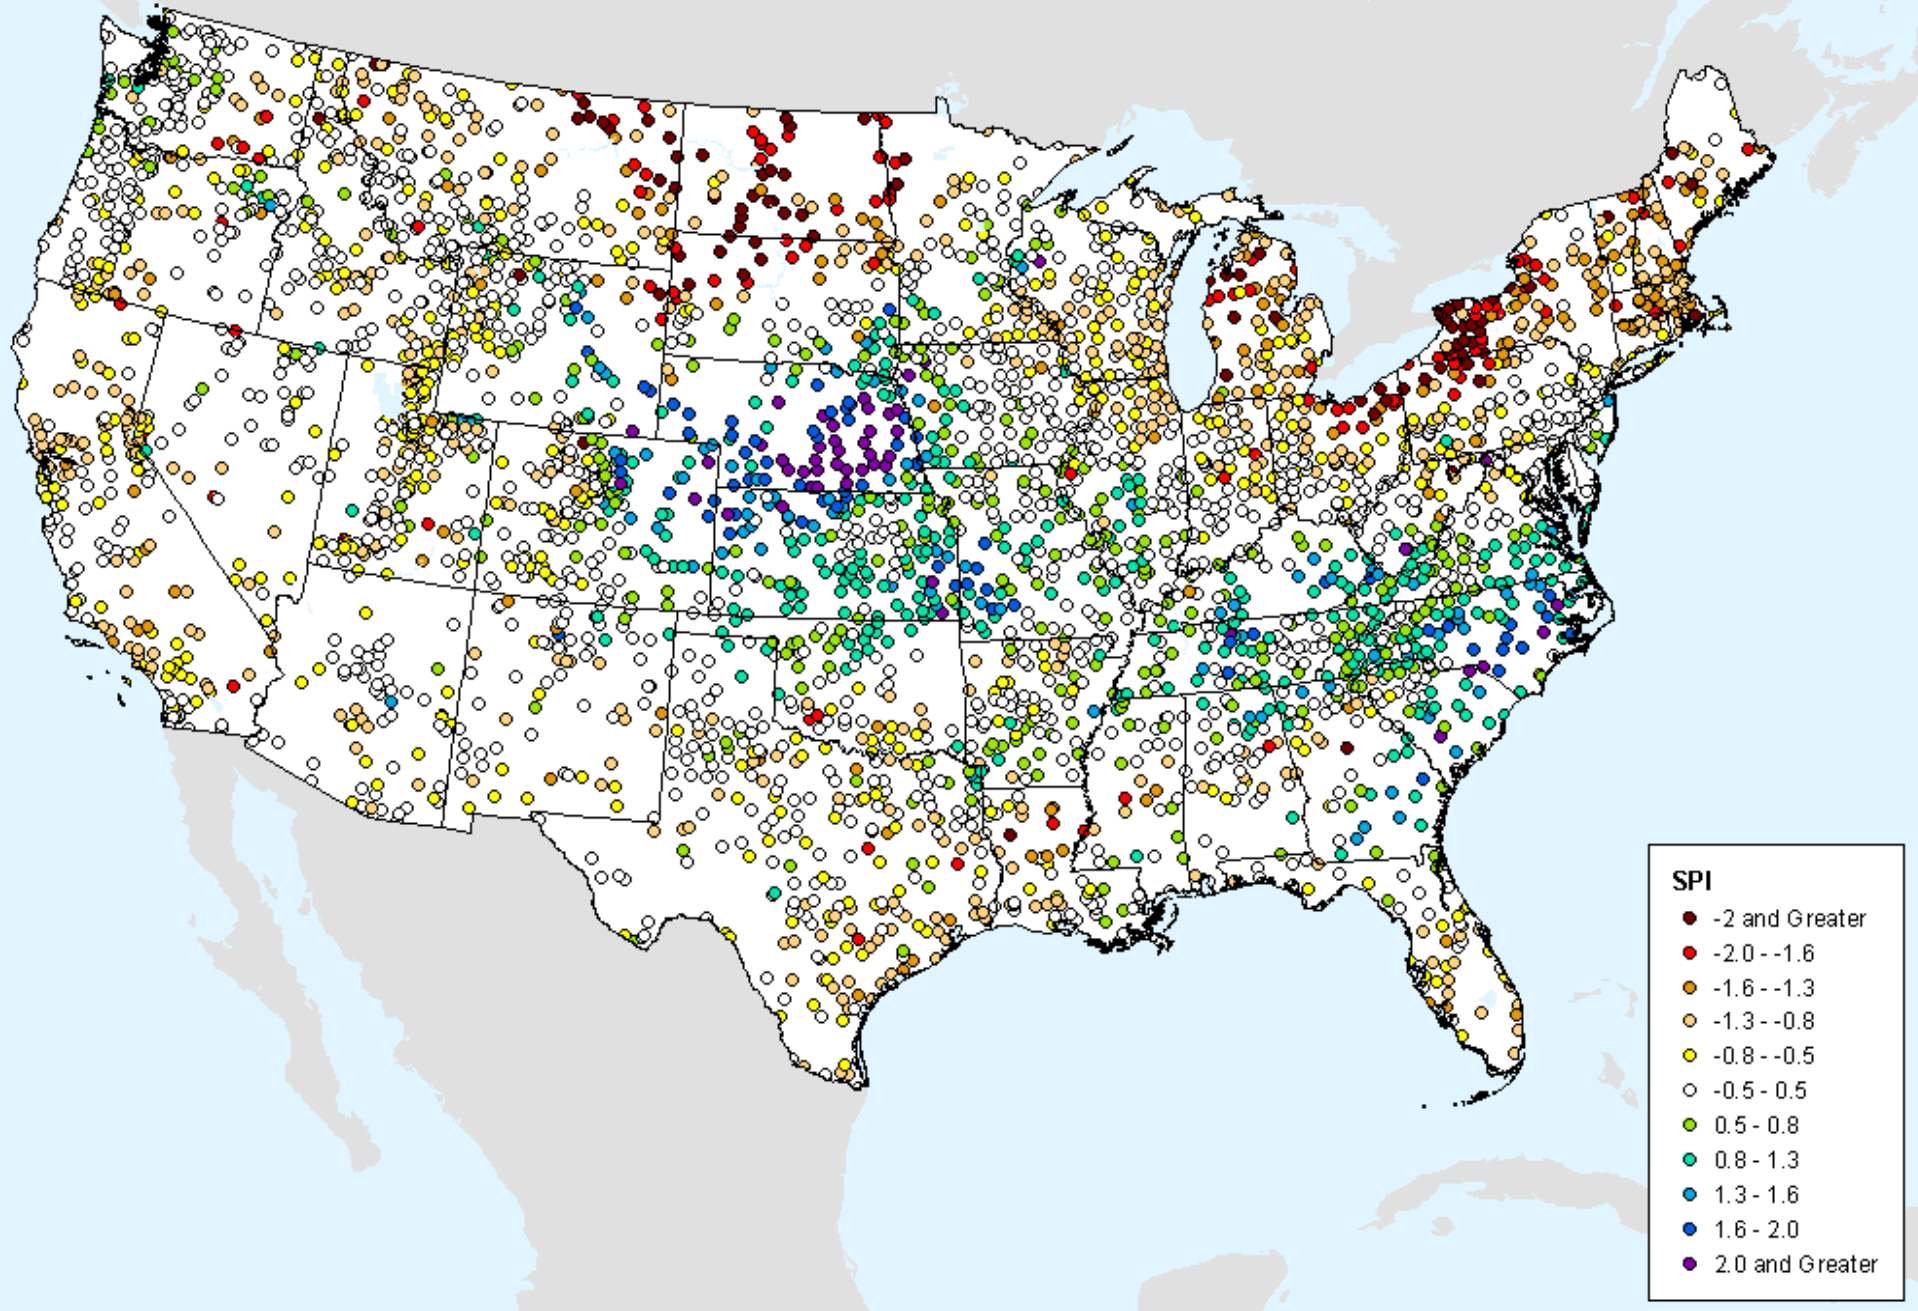 SPI
-2 and Greater
-2.0 - -1.6
-1.6 - -1.3
-1.3 - -0.8
-0.8 - -0.5
-0.5 - 0.5
0.5 - 0.8
0.8 - 1.3
1.3 - 1.6
1.6 - 2.0
2.0 and Greater